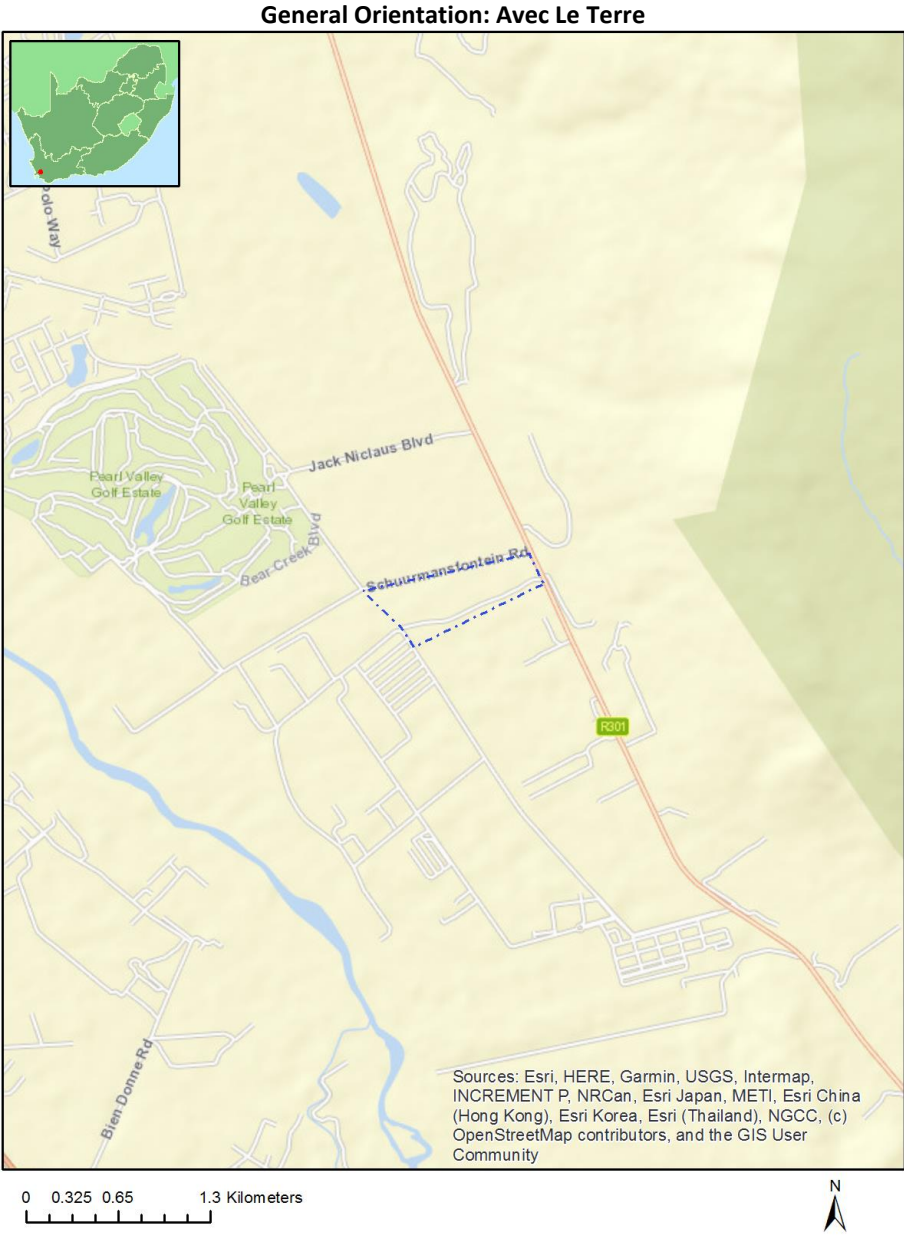 General Orientation: Avec Le Terre
olo Way
Jack Niclaus Blvd
Pearl Valley
Golf Estate
Pearl
Valley
Golf Estate
Bear Creek Blvd
Schuurmansfontein Rd
R301
Bien Donne Rd
Sources: Esri, HERE, Garmin, USGS, Intermap,
INCREMENT P, NRCan, Esri Japan, METI, Esri China
(Hong Kong), Esri Korea, Esri (Thailand), NGCC, (c)
OpenStreetMap contributors, and the GIS User
Community
0 0.325 0.65 1.3 Kilometers
N